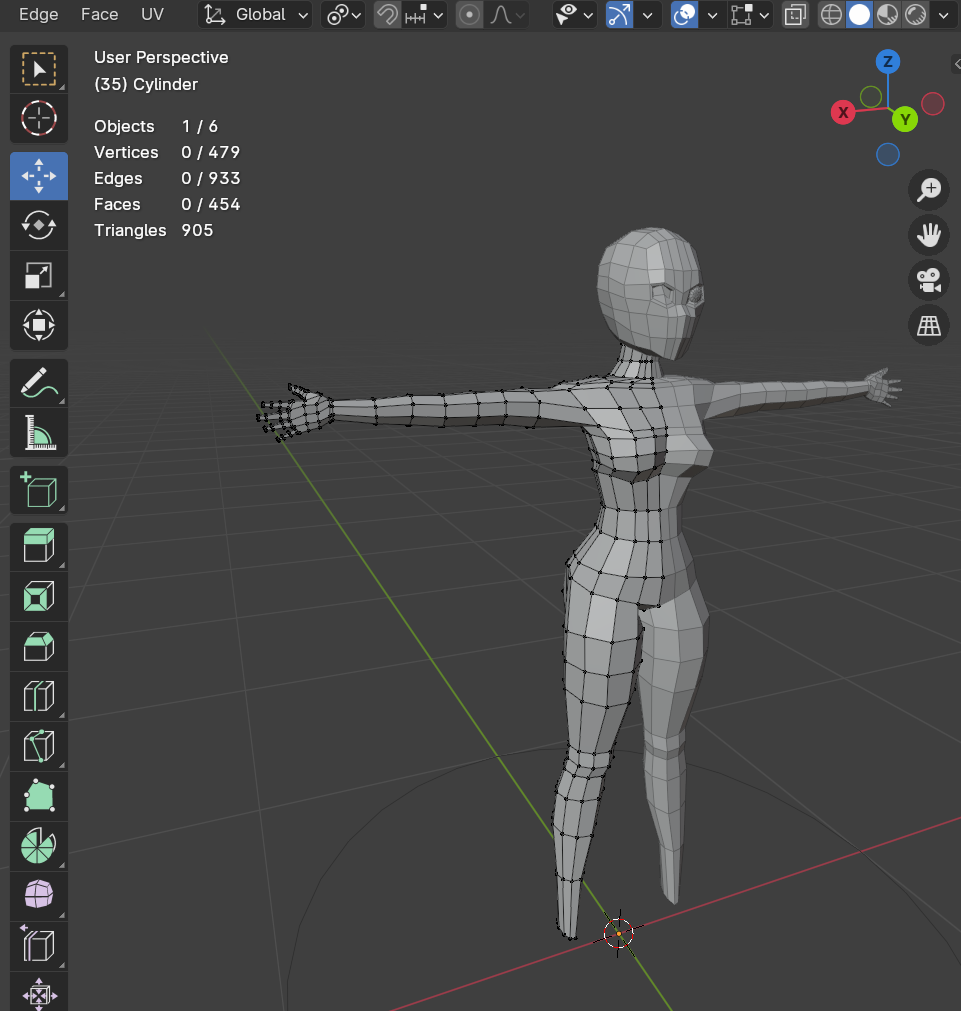 Edge Face UV Global
User Perspective
(35) Cylinder
Objects 1 / 6
Vertices 0 / 479
Edges 0 / 933
Faces 0 / 454
Triangles 905
Z
X
Y